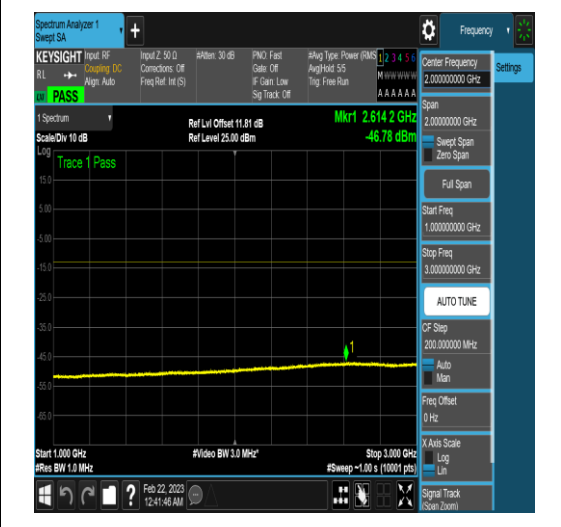 Spectrum Analyzer 1
Swept SA
+
Frequency
KEYSIGHT Input: RF
RL Coupling: DC
Align: Auto
PASS
Input Z: 50 Ω
Corrections: Off
Freq Ref: Int (S)
#Atten: 30 dB
PNO: Fast
Gate: Off
IF Gain: Low
Sig Track: Off
#Avg Type: Power (RMS
Avg|Hold: 5/5
Trig: Free Run
1 2 3 4 5 6
M W W W W W
A A A A A A
1 Spectrum
Scale/Div 10 dB
Ref Lvl Offset 11.81 dB
Ref Level 25.00 dBm
Mkr1 2.614 2 GHz
-46.78 dBm
Log
Trace 1 Pass
15.0
5.00
-5.00
-15.0
-25.0
-35.0
-45.0
-55.0
-65.0
1
Start 1.000 GHz
#Res BW 1.0 MHz
#Video BW 3.0 MHz*
Stop 3.000 GHz
#Sweep ~1.00 s (10001 pts)
?
Feb 22, 2023
12:41:46 AM
Center Frequency
2.000000000 GHz
Settings
Span
2.00000000 GHz
Swept Span
Zero Span
Full Span
Start Freq
1.000000000 GHz
Stop Freq
3.000000000 GHz
AUTO TUNE
CF Step
200.000000 MHz
Auto
Man
Freq Offset
0 Hz
X Axis Scale
Log
Lin
Signal Track
(Span Zoom)